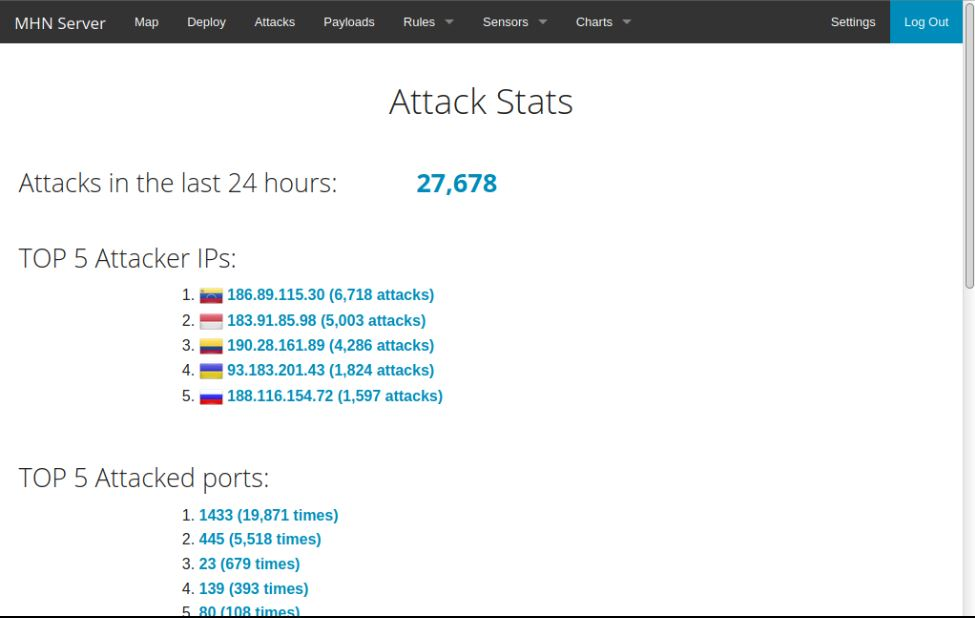 MHN Server Map Deploy Attacks Payloads Rules Sensors Charts Settings Log Out
Attack Stats
Attacks in the last 24 hours: 27,678
TOP 5 Attacker IPs:
1. 186.89.115.30 (6,718 attacks)
2. 183.91.85.98 (5,003 attacks)
3. 190.28.161.89 (4,286 attacks)
4. 93.183.201.43 (1,824 attacks)
5. 188.116.154.72 (1,597 attacks)
TOP 5 Attacked ports:
1. 1433 (19,871 times)
2. 445 (5,518 times)
3. 23 (679 times)
4. 139 (393 times)
5. 80 (108 times)